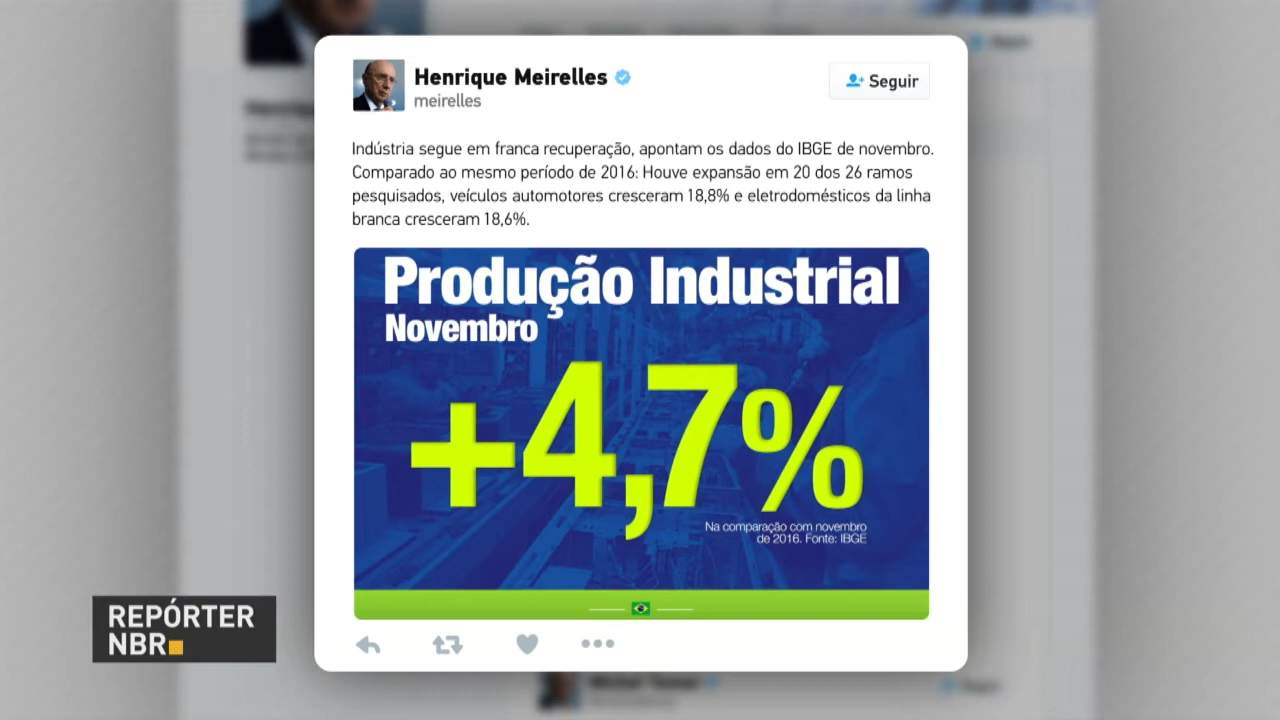 Henrique Meirelles
meirelles
Seguir
Indústria segue em franca recuperação, apontam os dados do IBGE de novembro.
Comparado ao mesmo período de 2016: Houve expansão em 20 dos 26 ramos
pesquisados, veículos automotores cresceram 18,8% e eletrodomésticos da linha
branca cresceram 18,6%.
Produção Industrial
Novembro
+4,7%
Na comparação com novembro
de 2016. Fonte: IBGE
REPÓRTER
NBR